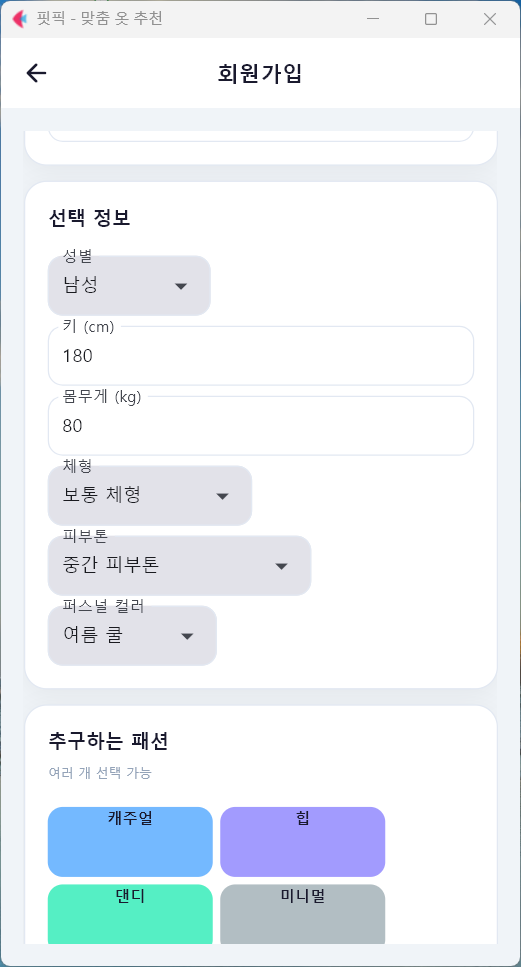 핏픽 - 맞춤 옷 추천
회원가입
선택 정보
성별
남성
키 (cm)
180
몸무게 (kg)
80
체형
보통 체형
피부톤
중간 피부톤
퍼스널 컬러
여름 쿨
추구하는 패션
여러 개 선택 가능
캐주얼
힙
댄디
미니멀